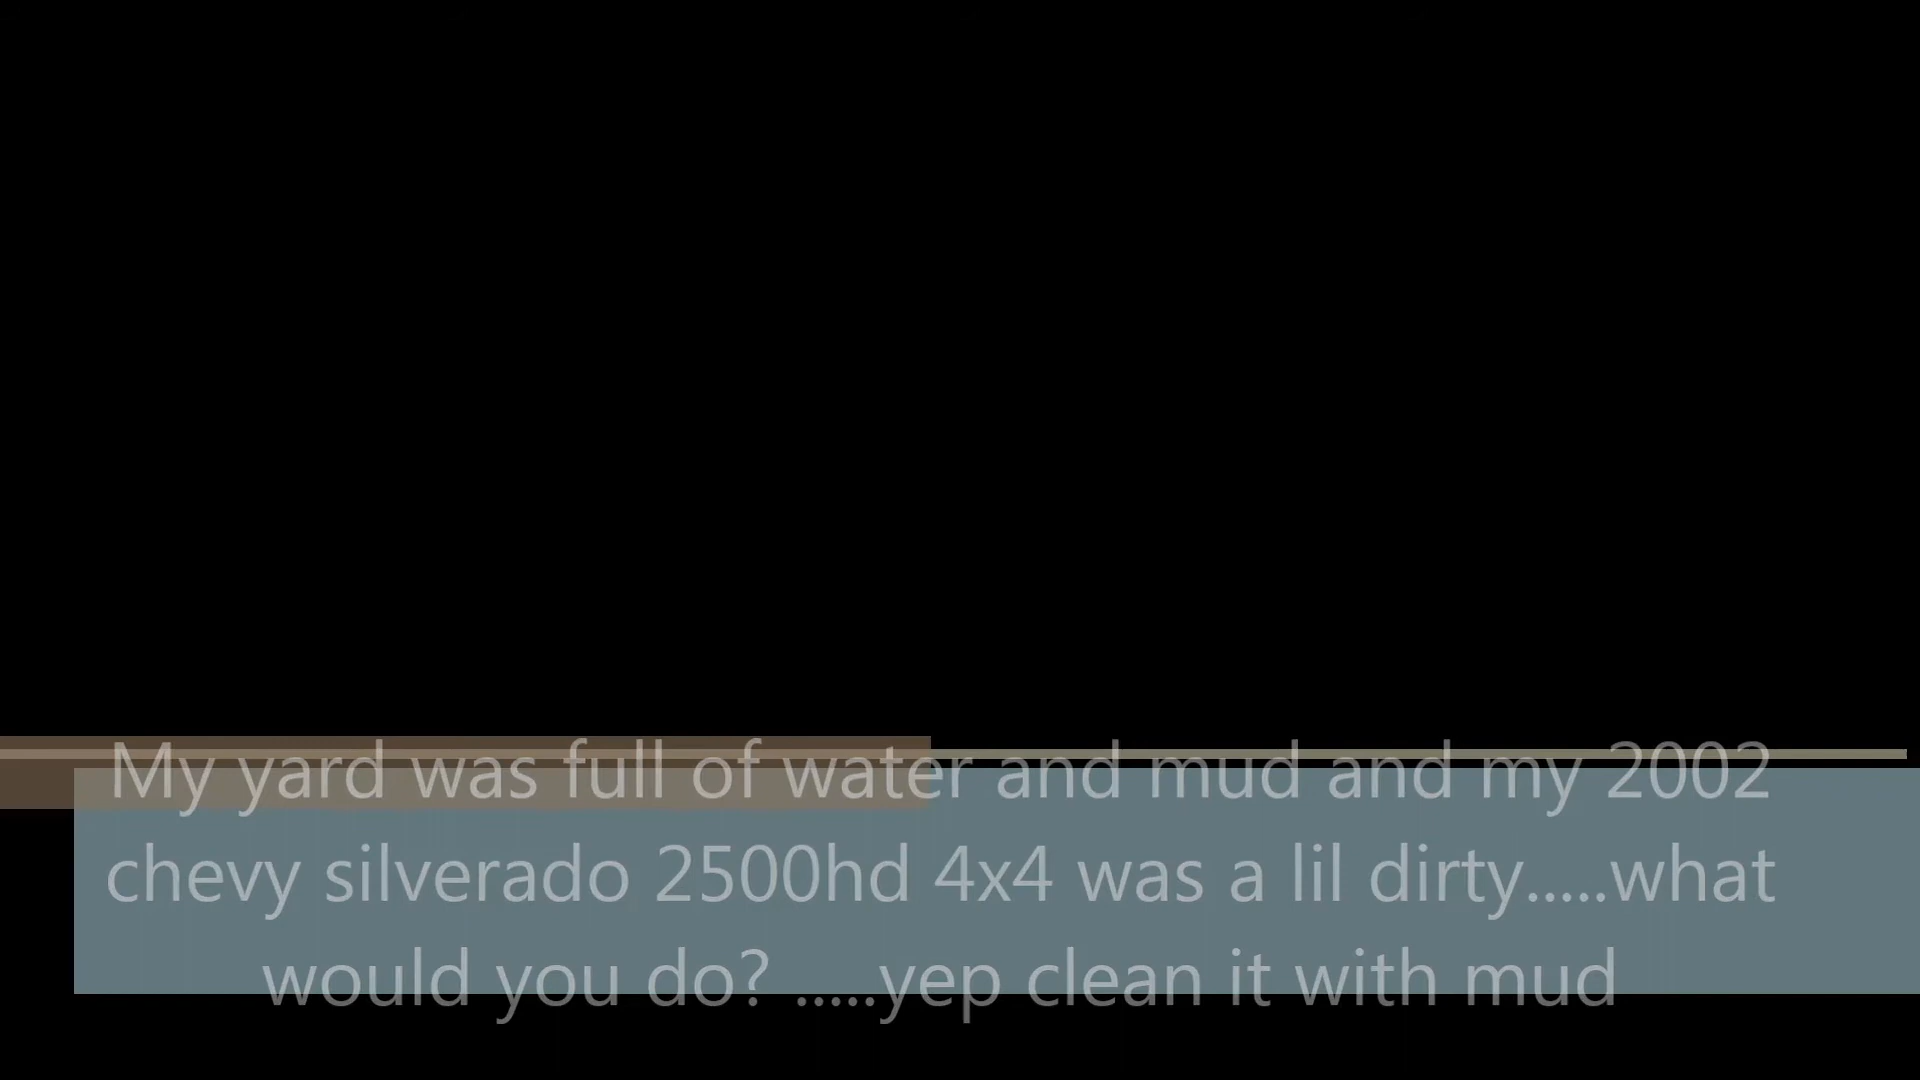 My yard was full of water and mud and my 2002
chevy silverado 2500hd 4x4 was a lil dirty.....what
would you do? .....yep clean it with mud